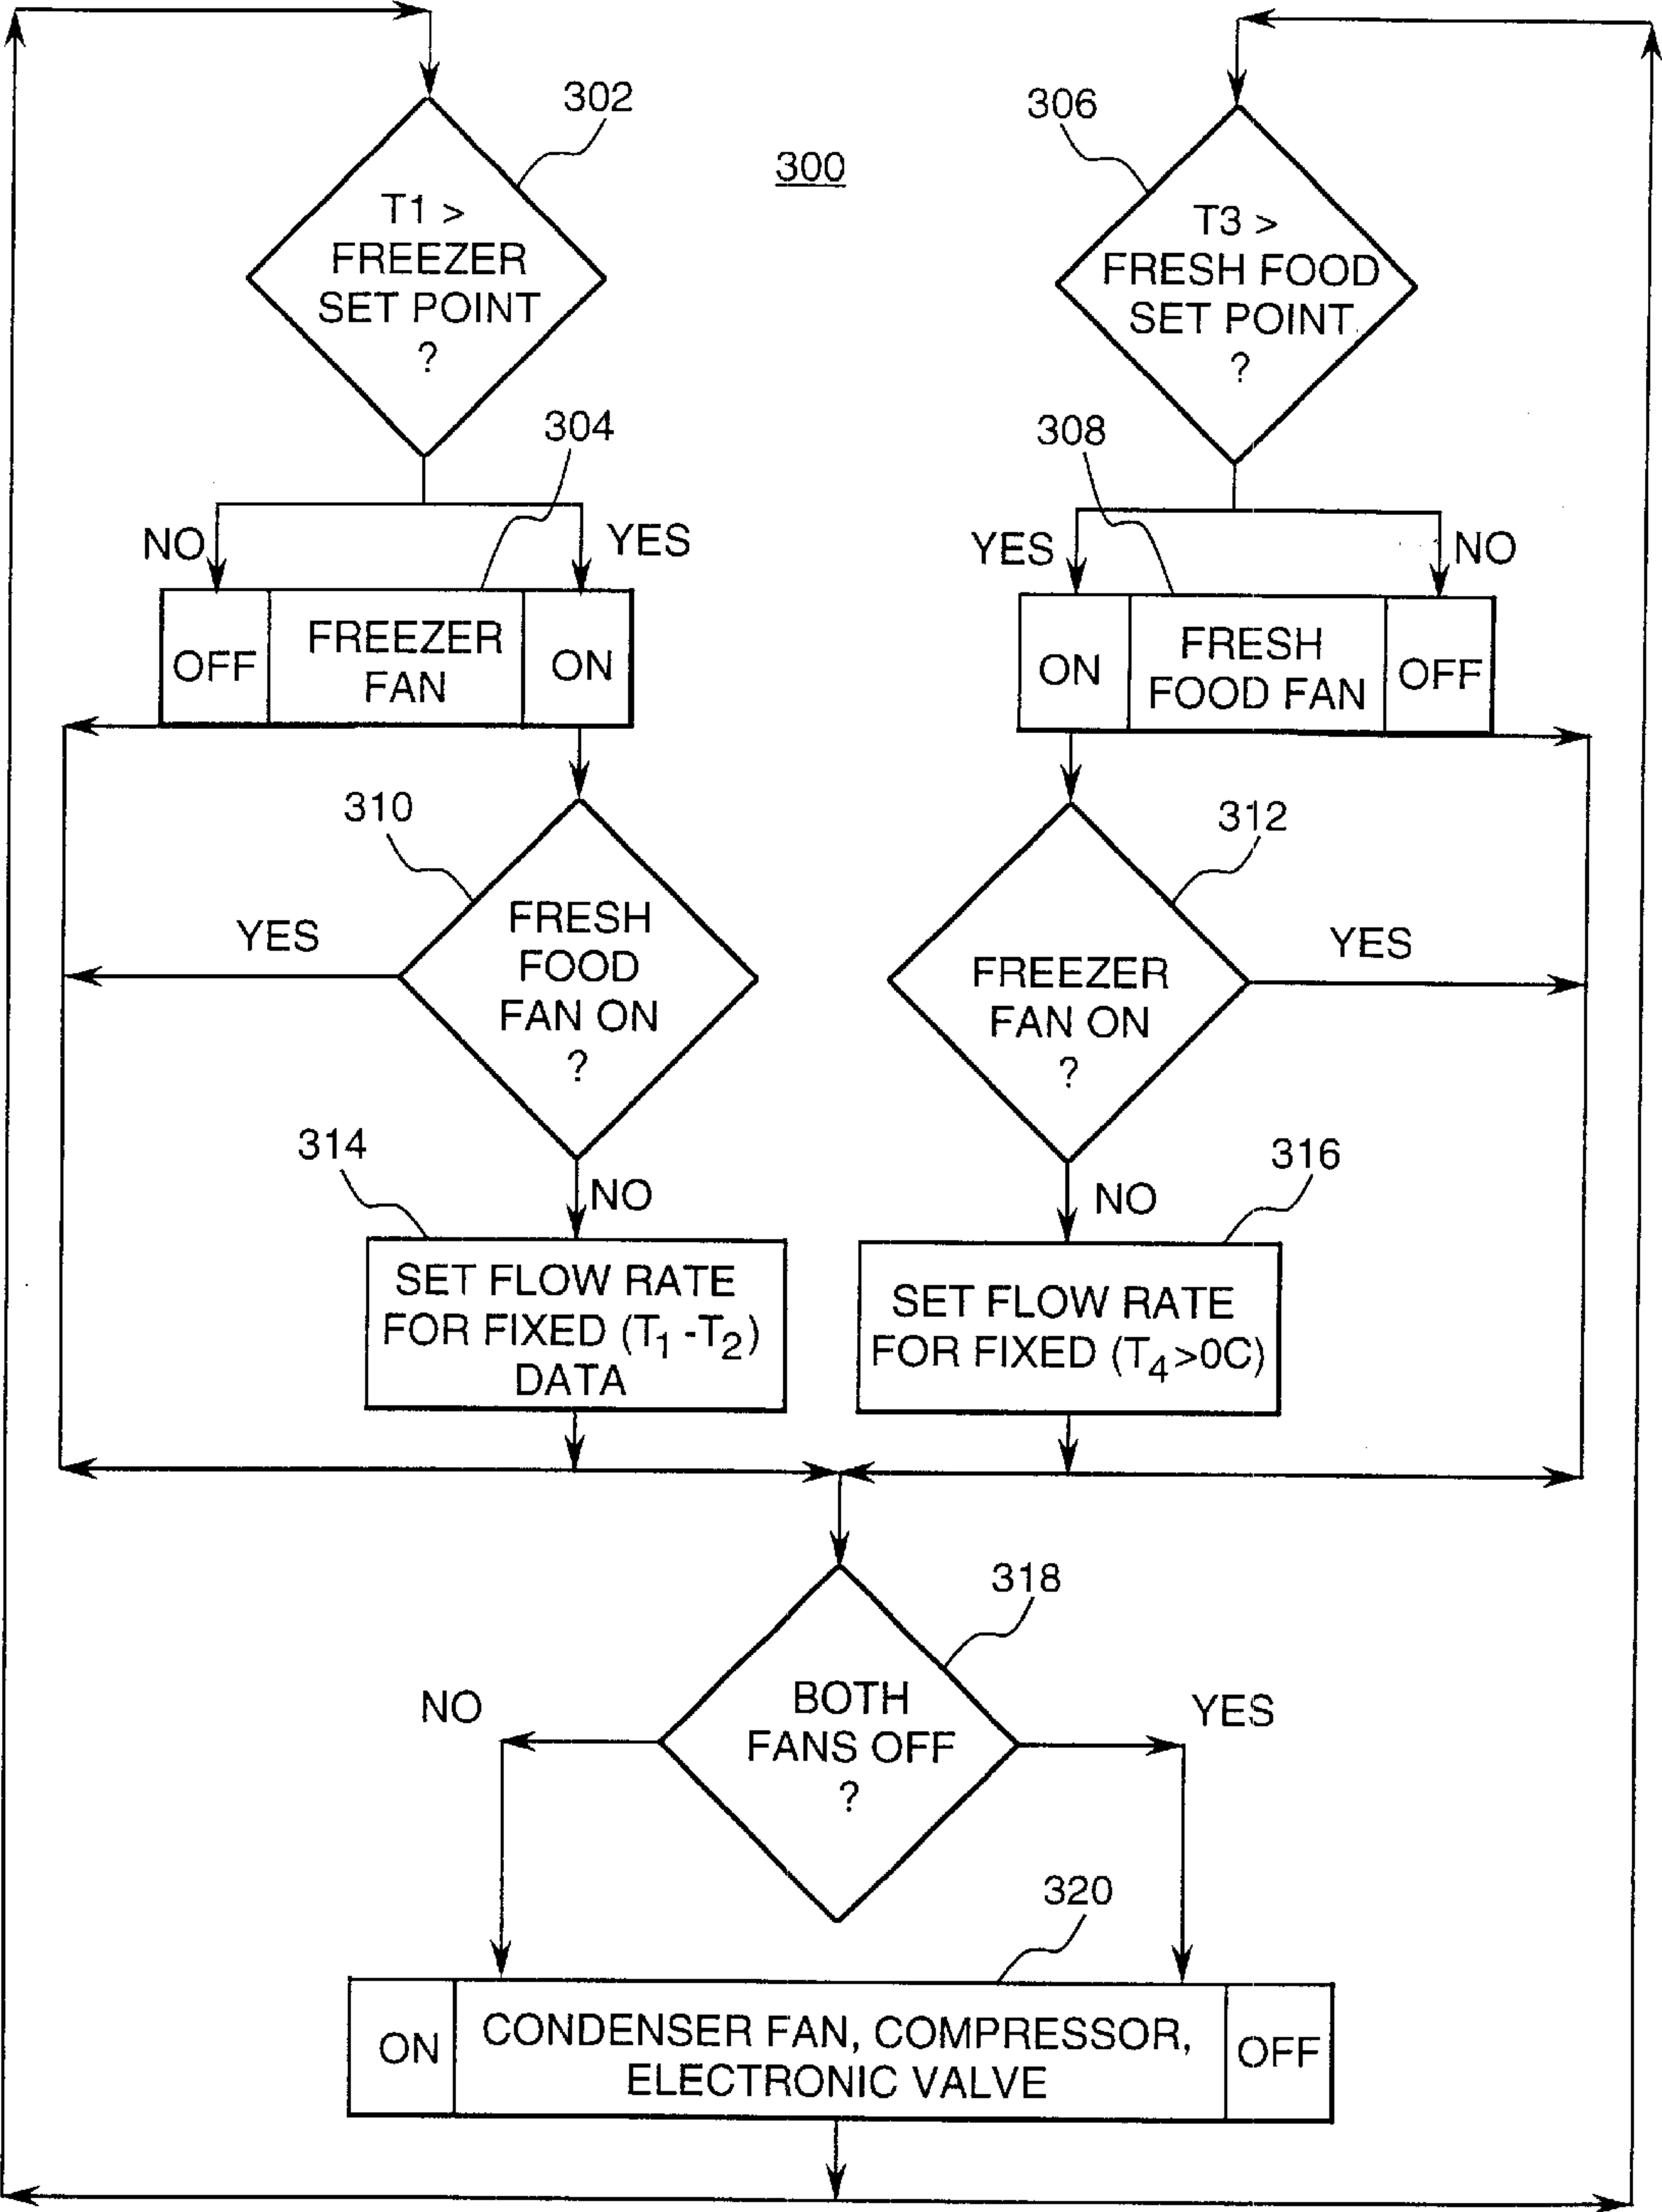 300
302
T1 >
FREEZER
SET POINT
?
306
T3 >
FRESH FOOD
SET POINT
?
304
NO
YES
OFF
FREEZER
FAN
ON
308
YES
NO
ON
FRESH
FOOD FAN
OFF
310
FRESH
FOOD
FAN ON
?
YES
NO
312
FREEZER
FAN ON
?
YES
NO
314
SET FLOW RATE
FOR FIXED (T1 -T2)
DATA
316
SET FLOW RATE
FOR FIXED (T4>0C)
318
BOTH
FANS OFF
?
NO
YES
320
ON
CONDENSER FAN, COMPRESSOR,
ELECTRONIC VALVE
OFF